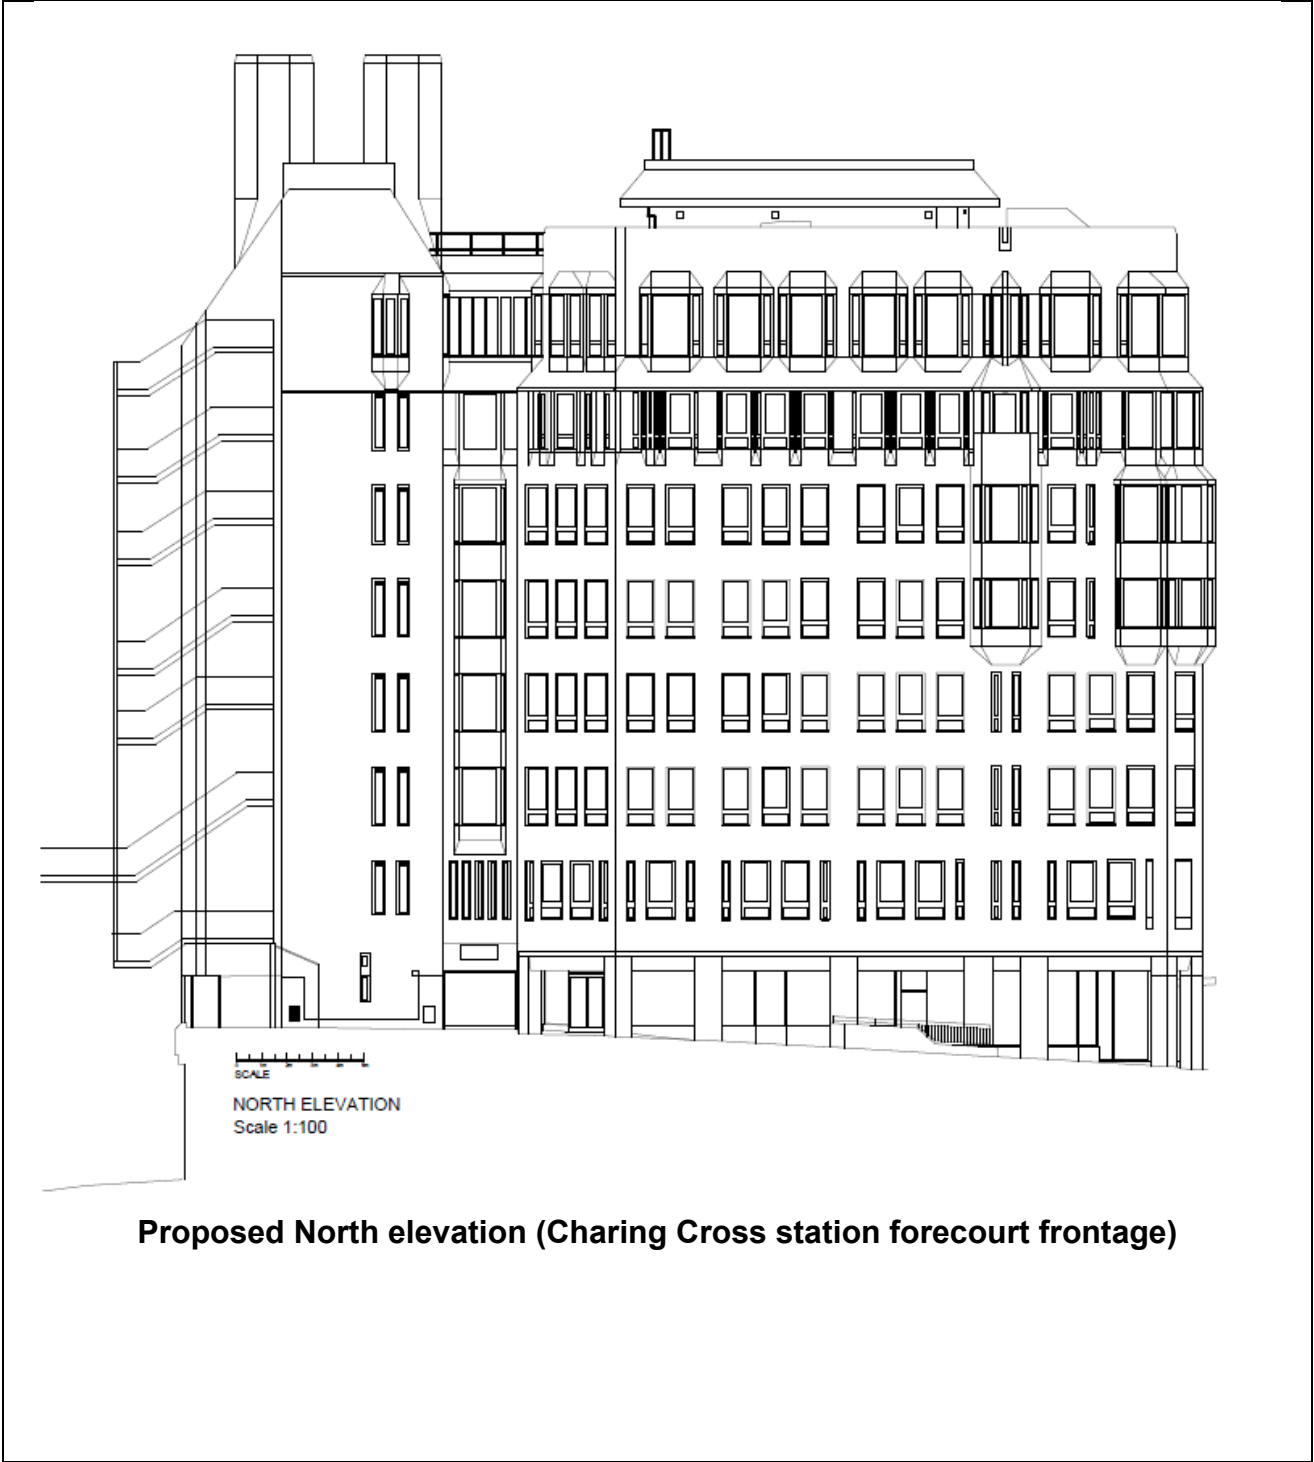 SCALE
NORTH ELEVATION
Scale 1:100
Proposed North elevation (Charing Cross station forecourt frontage)